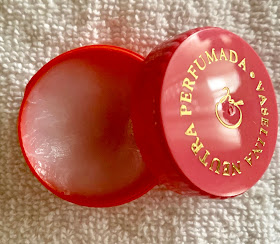 VASELINA NEUTRA PERFUMADA •